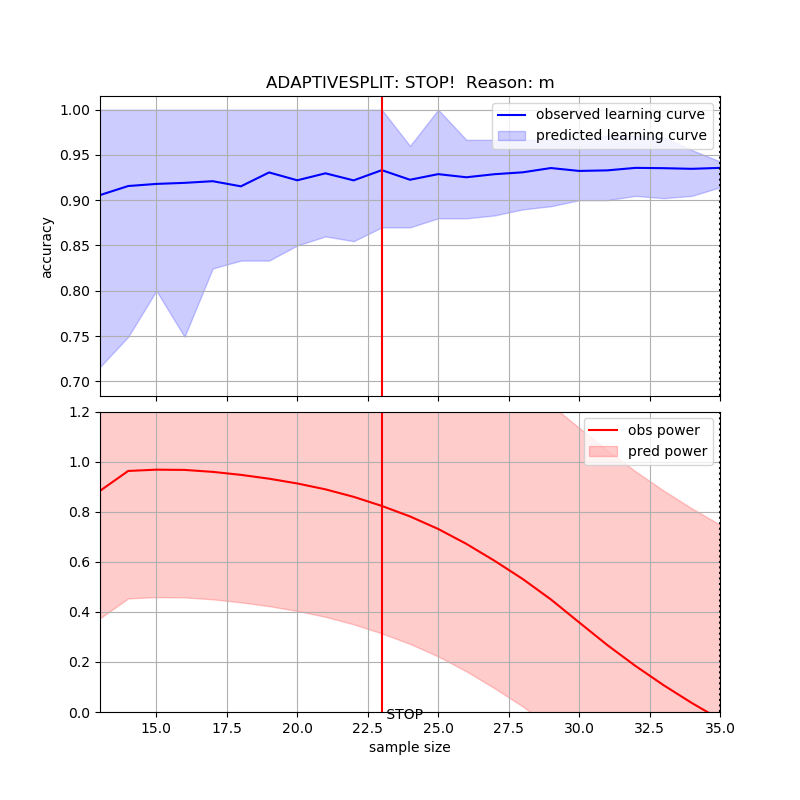 ADAPTIVESPLIT: STOP!  Reason: m
1.00
0.95
0.90
0.85
0.80
0.75
0.70
accuracy
observed learning curve
predicted learning curve
1.2
1.0
0.8
0.6
0.4
0.2
0.0
obs power
pred power
STOP
15.0 17.5 20.0 22.5 25.0 27.5 30.0 32.5 35.0
sample size